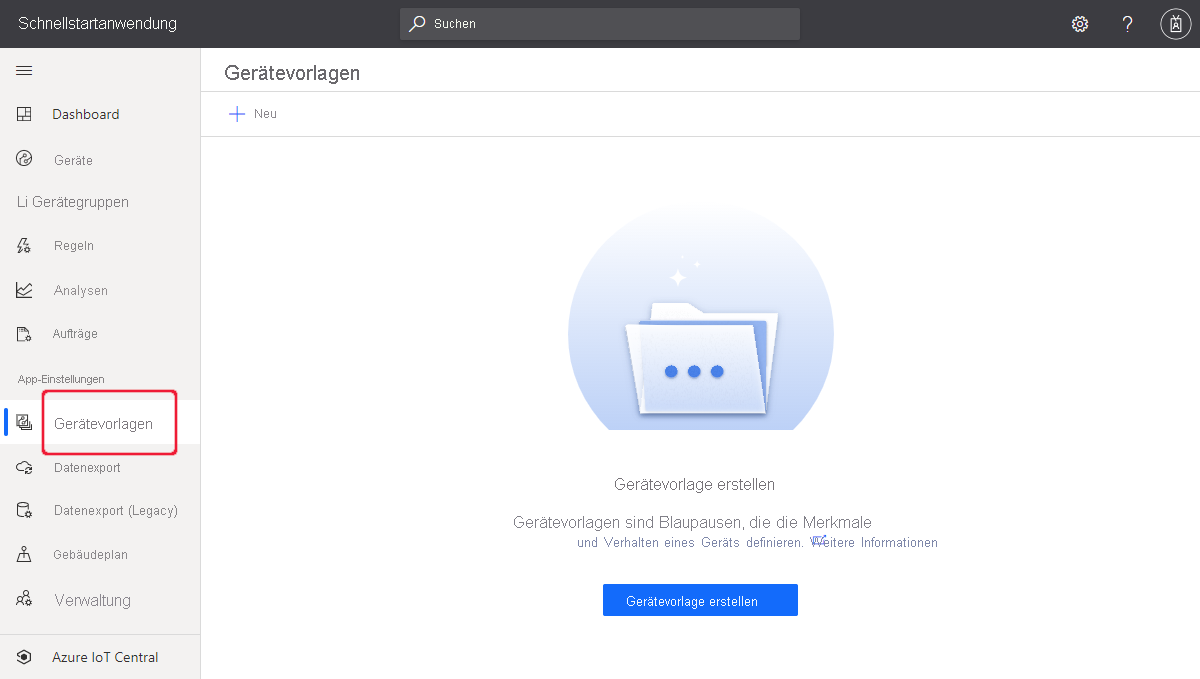 Schnellstartanwendung
Suchen
Gerätevorlagen
Neu
Dashboard
Geräte
Li Gerätegruppen
Regeln
Analysen
Aufträge
App-Einstellungen
Gerätevorlagen
Datenexport
Datenexport (Legacy)
Gebäudeplan
Verwaltung
Azure IoT Central
Gerätevorlage erstellen
Gerätevorlagen sind Blaupausen, die die Merkmale
und Verhalten eines Geräts definieren. Weitere Informationen
Gerätevorlage erstellen